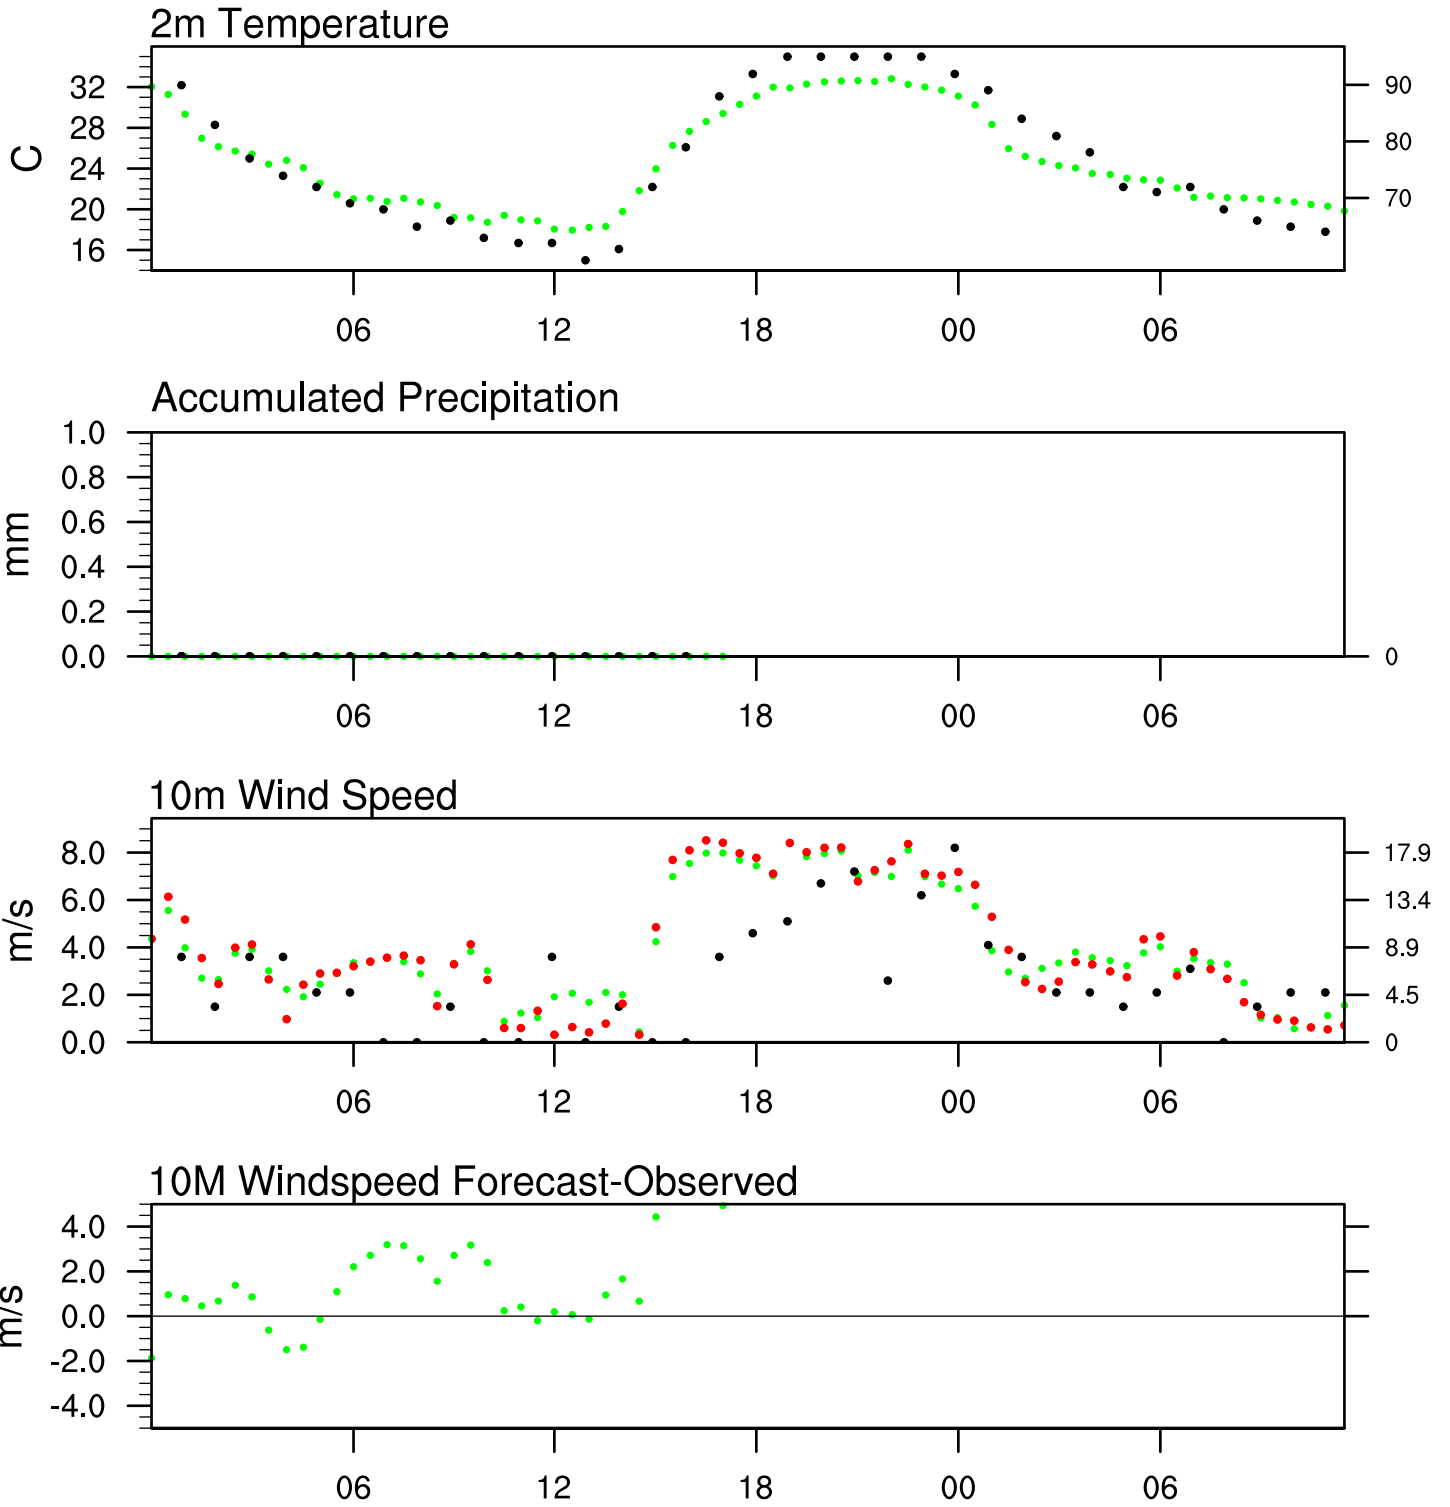 2m Temperature
C
32
28
24
20
16
90
80
70
06 12 18 00 06
Accumulated Precipitation
mm
1.0
0.8
0.6
0.4
0.2
0.0
0
06 12 18 00 06
10m Wind Speed
m/s
8.0
6.0
4.0
2.0
0.0
17.9
13.4
8.9
4.5
0
06 12 18 00 06
10M Windspeed Forecast-Observed
m/s
4.0
2.0
0.0
-2.0
-4.0
06 12 18 00 06